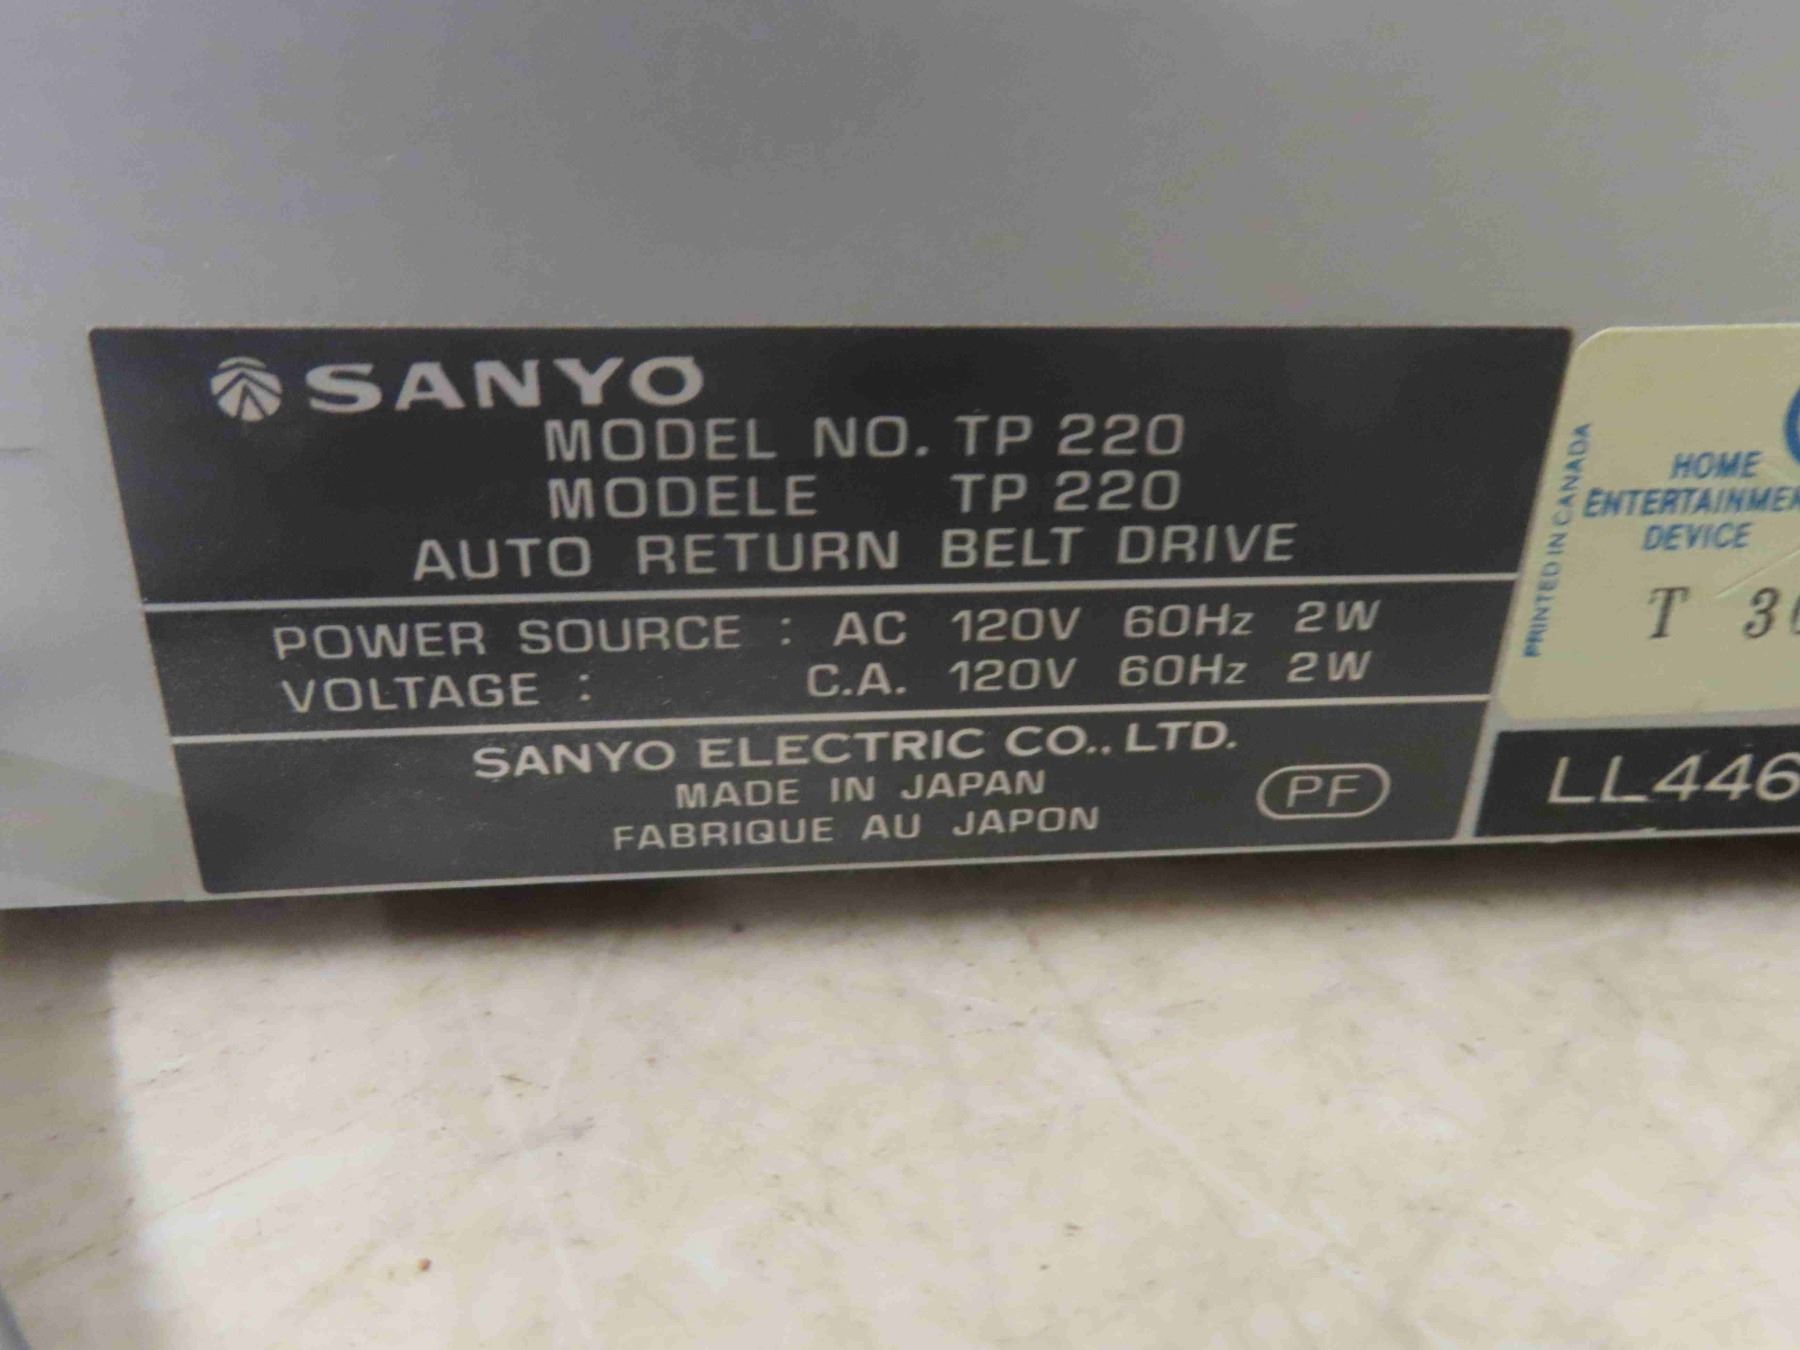 SANYO
MODEL NO. TP 220
MODELE TP 220
AUTO RETURN BELT DRIVE
POWER SOURCE : AC 120V 60Hz 2W
VOLTAGE : C.A. 120V 60Hz 2W
SANYO ELECTRIC CO., LTD.
MADE IN JAPAN
FABRIQUE AU JAPON
PF
PRINTED IN CANADA
HOME
DEVICE
T
LL446